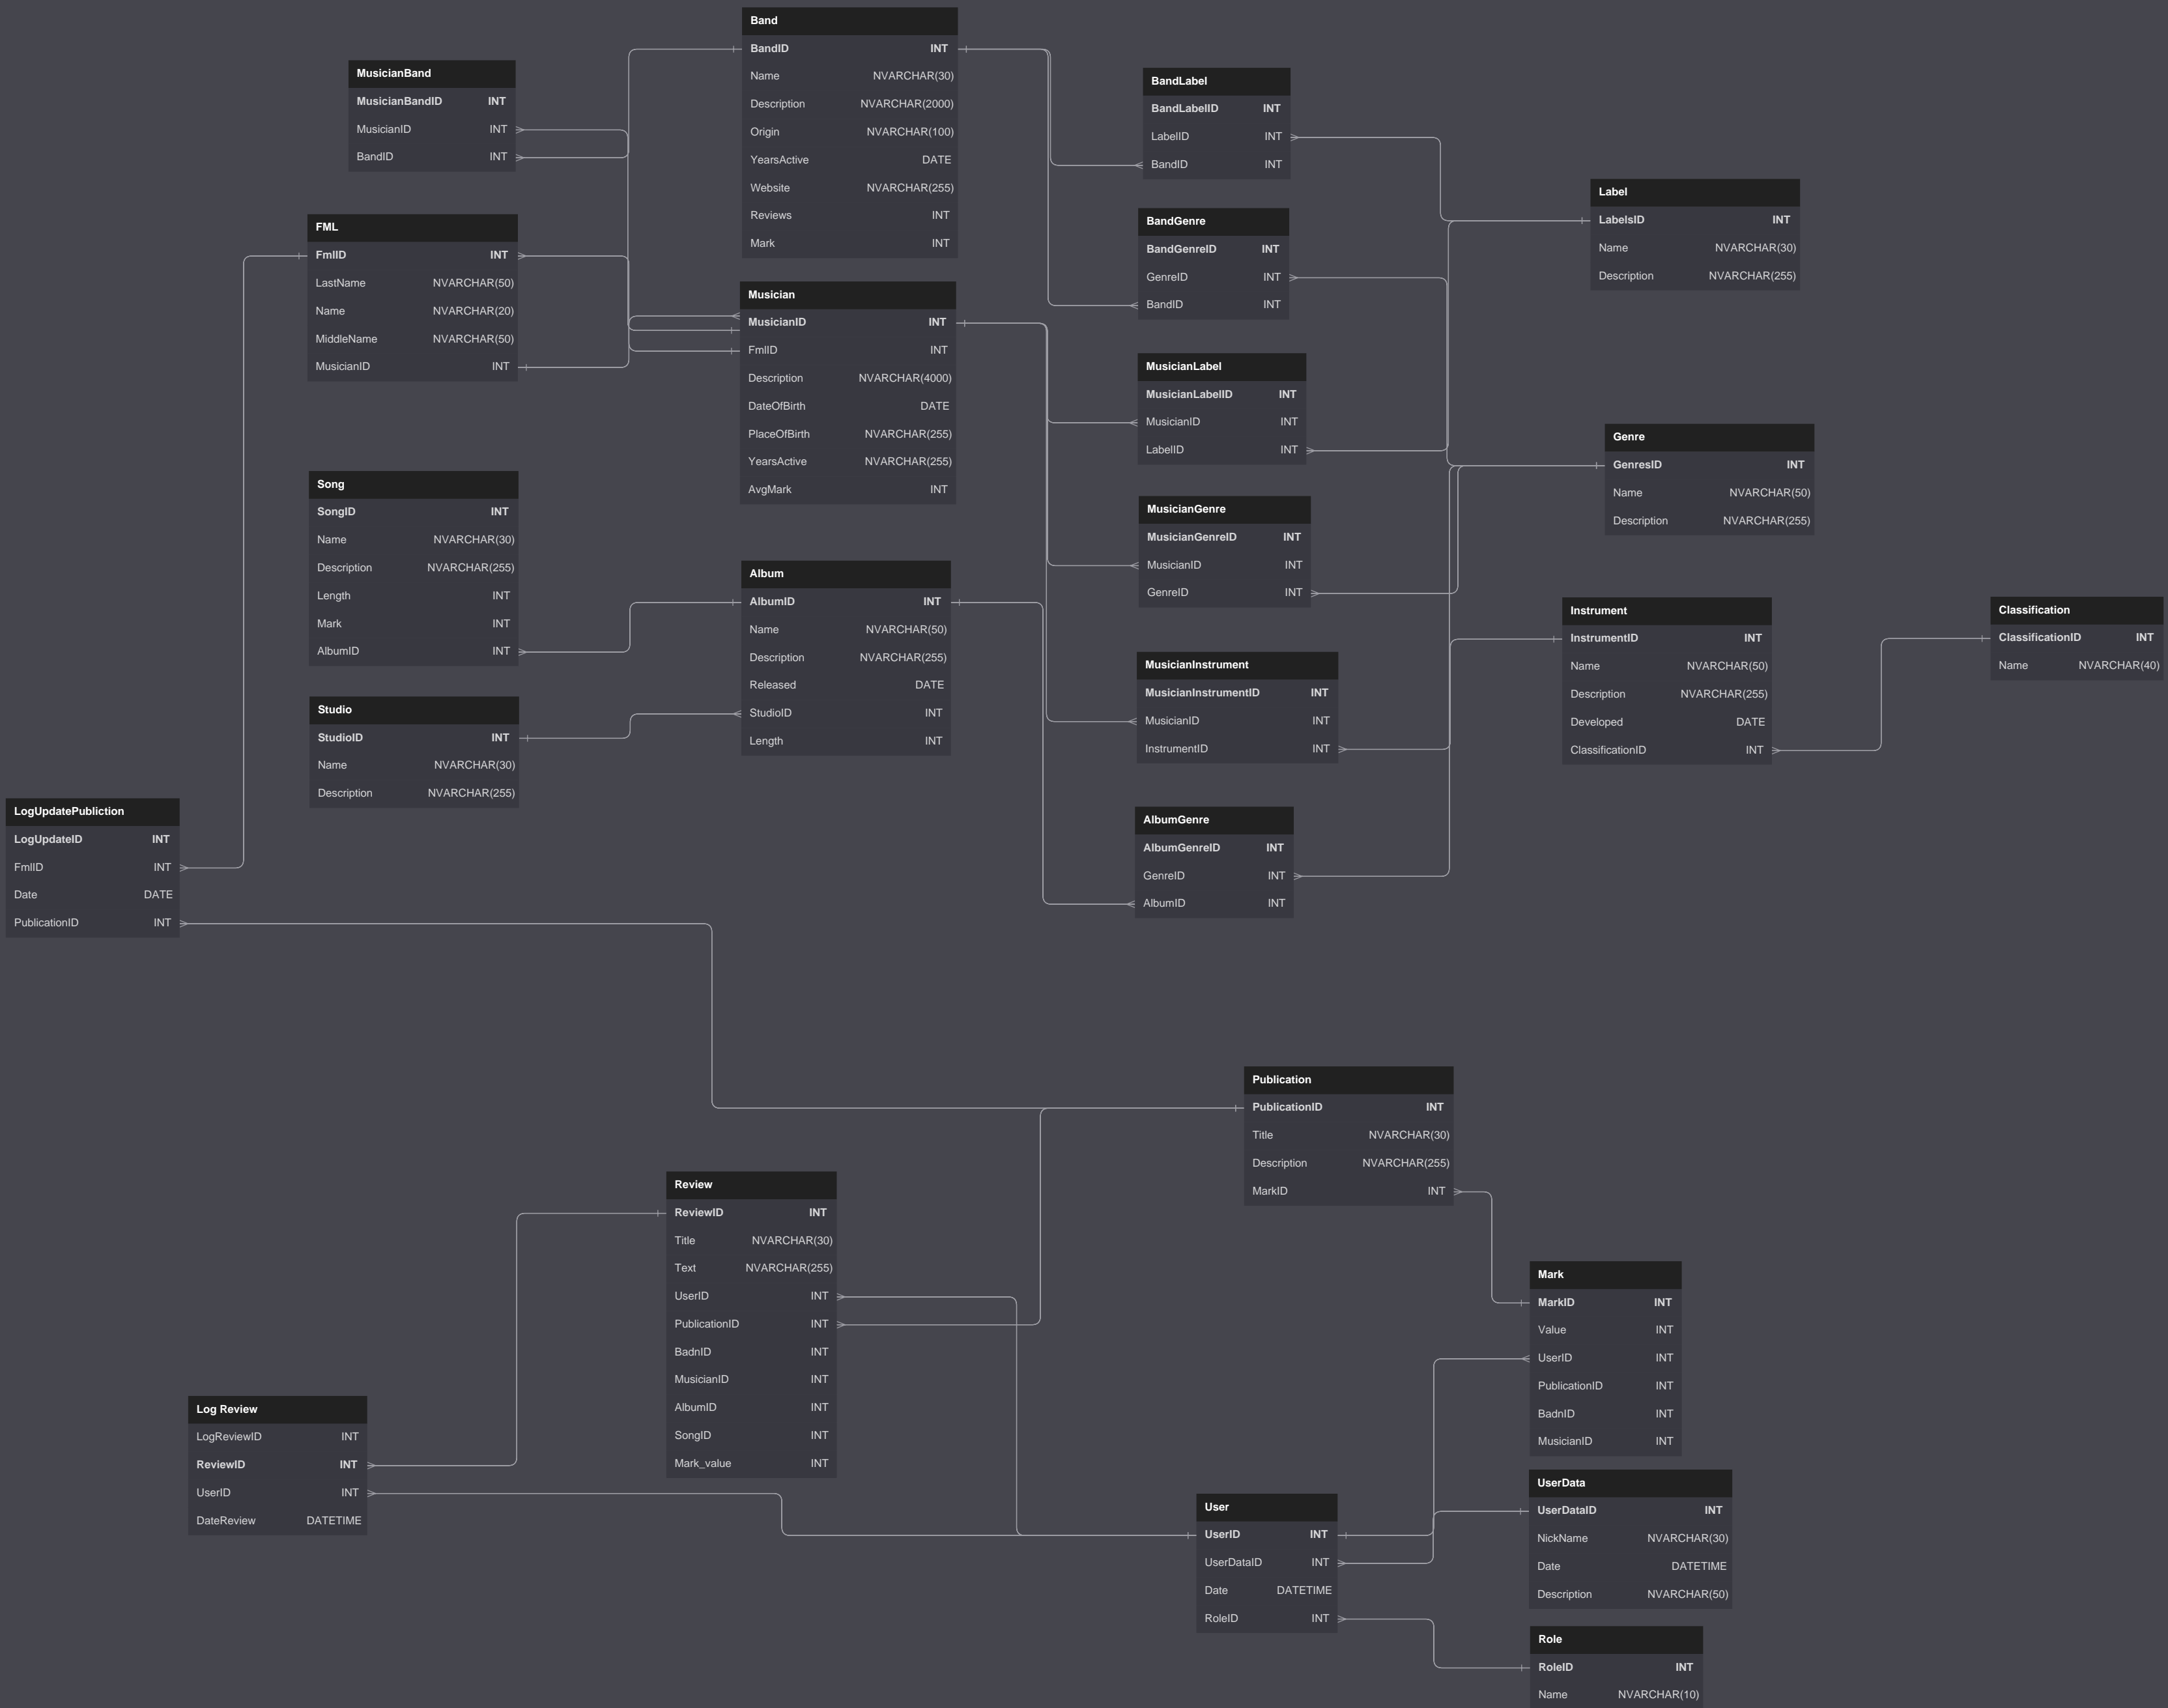 Band
BandID INT
Name NVARCHAR(30)
Description NVARCHAR(2000)
Origin NVARCHAR(100)
YearsActive DATE
Website NVARCHAR(255)
Reviews INT
Mark INT
MusicianBand
MusicianBandID INT
MusicianID INT
BandID INT
BandLabel
BandLabelID INT
LabelID INT
BandID INT
Label
LabelsID INT
Name NVARCHAR(30)
Description NVARCHAR(255)
FML
FmlID INT
LastName NVARCHAR(50)
Name NVARCHAR(20)
MiddleName NVARCHAR(50)
MusicianID INT
BandGenre
BandGenreID INT
GenreID INT
BandID INT
Musician
MusicianID INT
FmlID INT
Description NVARCHAR(4000)
DateOfBirth DATE
PlaceOfBirth NVARCHAR(255)
YearsActive NVARCHAR(255)
AvgMark INT
MusicianLabel
MusicianLabelID INT
MusicianID INT
LabelID INT
Genre
GenresID INT
Name NVARCHAR(50)
Description NVARCHAR(255)
Song
SongID INT
Name NVARCHAR(30)
Description NVARCHAR(255)
Length INT
Mark INT
AlbumID INT
MusicianGenre
MusicianGenreID INT
MusicianID INT
GenreID INT
Album
AlbumID INT
Name NVARCHAR(50)
Description NVARCHAR(255)
Released DATE
StudioID INT
Length INT
Instrument
InstrumentID INT
Name NVARCHAR(50)
Description NVARCHAR(255)
Developed DATE
ClassificationID INT
Classification
ClassificationID INT
Name NVARCHAR(40)
MusicianInstrument
MusicianInstrumentID INT
MusicianID INT
InstrumentID INT
Studio
StudioID INT
Name NVARCHAR(30)
Description NVARCHAR(255)
LogUpdatePubliction
LogUpdateID INT
FmlID INT
Date DATE
PublicationID INT
AlbumGenre
AlbumGenreID INT
GenreID INT
AlbumID INT
Publication
PublicationID INT
Title NVARCHAR(30)
Description NVARCHAR(255)
MarkID INT
Review
ReviewID INT
Title NVARCHAR(30)
Text NVARCHAR(255)
UserID INT
PublicationID INT
BadnID INT
MusicianID INT
AlbumID INT
SongID INT
Mark_value INT
Mark
MarkID INT
Value INT
UserID INT
PublicationID INT
BadnID INT
MusicianID INT
Log Review
LogReviewID INT
ReviewID INT
UserID INT
DateReview DATETIME
User
UserID INT
UserDataID INT
Date DATETIME
RoleID INT
UserData
UserDataID INT
NickName NVARCHAR(30)
Date DATETIME
Description NVARCHAR(50)
Role
RoleID INT
Name NVARCHAR(10)